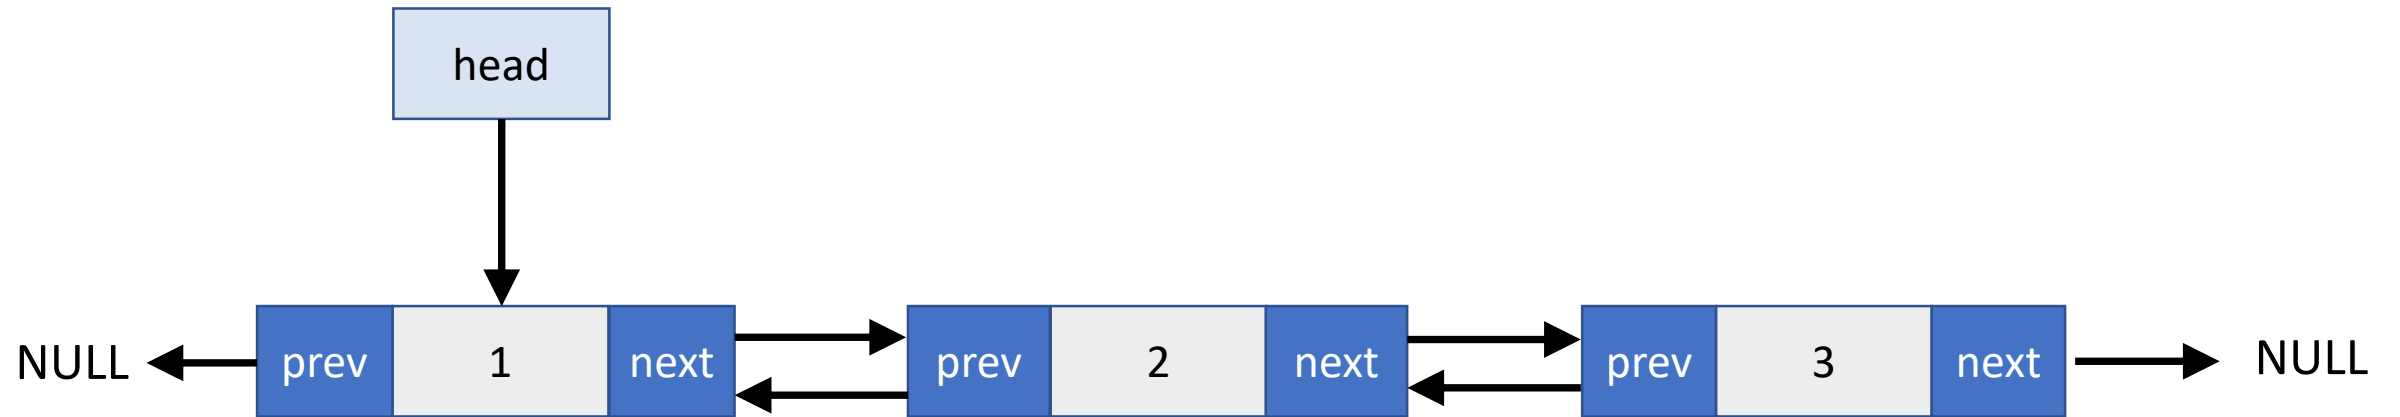 head
NULL prev 1 next prev 2 next prev 3 next NULL